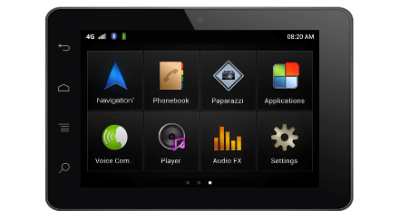 4G 08:20 AM
Navigation
Phonebook
Paparazzi
Applications
Voice Com..
Player
Audio FX
Settings